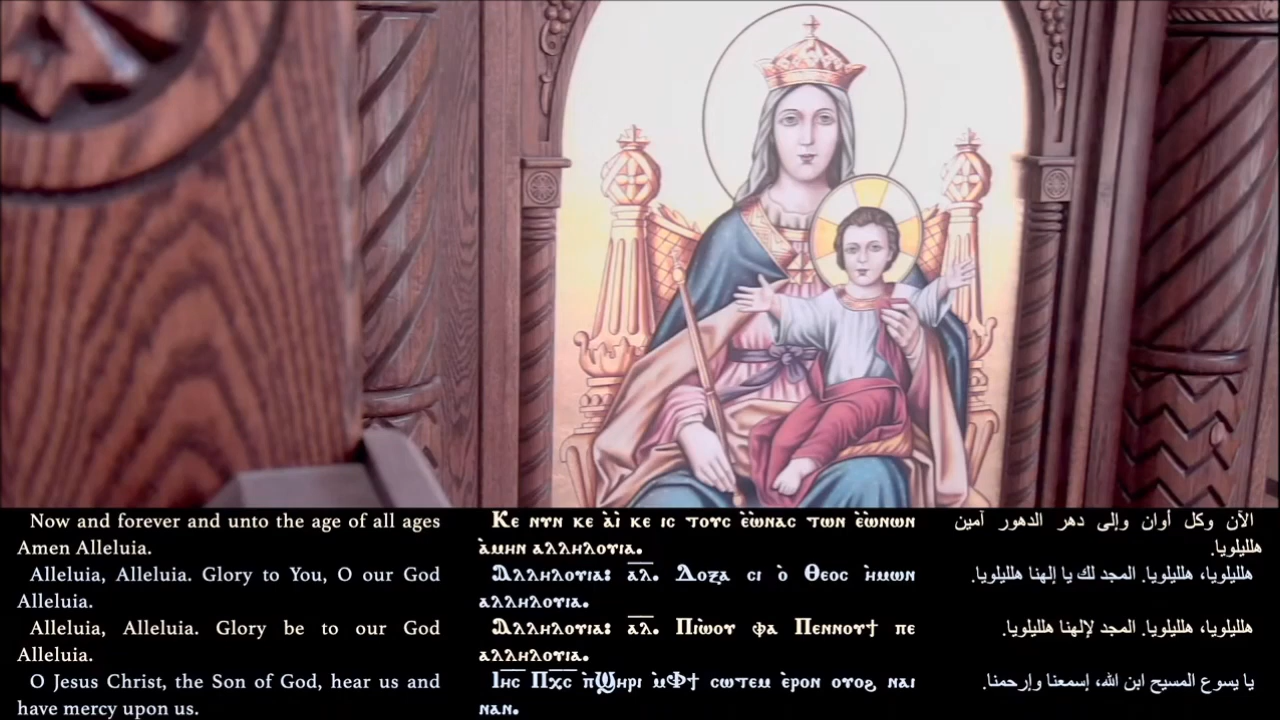 Now and forever and unto the age of all ages
Amen Alleluia.
Alleluia, Alleluia. Glory to You, O our God
Alleluia.
Alleluia, Alleluia. Glory be to our God
Alleluia.
O Jesus Christ, the Son of God, hear us and
have mercy upon us.
Ⲕⲉ ⲛⲩⲛ ⲕⲉ ⲁ̀ⲓ̀ ⲕⲉ ⲓⲥ ⲧⲟⲩⲥ ⲉ̀ⲱ̀ⲛⲁⲥ ⲧⲱⲛ ⲉ̀ⲱ̀ⲛⲱⲛ
ⲁ̀ⲙⲏⲛ ⲁⲗⲗⲏⲗⲟⲩⲓⲁ.
Ⲁⲗⲗⲏⲗⲟⲩⲓⲁ: ⲁ̅ⲗ̅. Ⲇⲟⲝⲁ ⲥⲓ ⲟ̀ Ⲑⲉⲟⲥ ⲏ̀ⲙⲱⲛ
ⲁⲗⲗⲏⲗⲟⲩⲓⲁ.
Ⲁⲗⲗⲏⲗⲟⲩⲓⲁ: ⲁ̅ⲗ̅. Ⲡⲓⲱ̀ⲟⲩ ⲫⲁ Ⲡⲉⲛⲛⲟⲩϯ ⲡⲉ
ⲁⲗⲗⲏⲗⲟⲩⲓⲁ.
Ⲓⲏ̅ⲥ̅ Ⲡⲭ̅ⲥ̅ ⲡ̀Ϣⲏⲣⲓ ⲙ̀Ⲫϯ ⲥⲱⲧⲉⲙ ⲉ̀ⲣⲟⲛ ⲟⲩⲟϩ ⲛⲁⲓ
ⲛⲁⲛ.
الآن وكل أوان وإلى دهر الدهور آمين
هلليلويا.
هلليلويا، هلليلويا. المجد لك يا إلهنا هلليلويا.
هلليلويا، هلليلويا. المجد لإلهنا هلليلويا.
يا يسوع المسيح ابن الله، إسمعنا وإرحمنا.